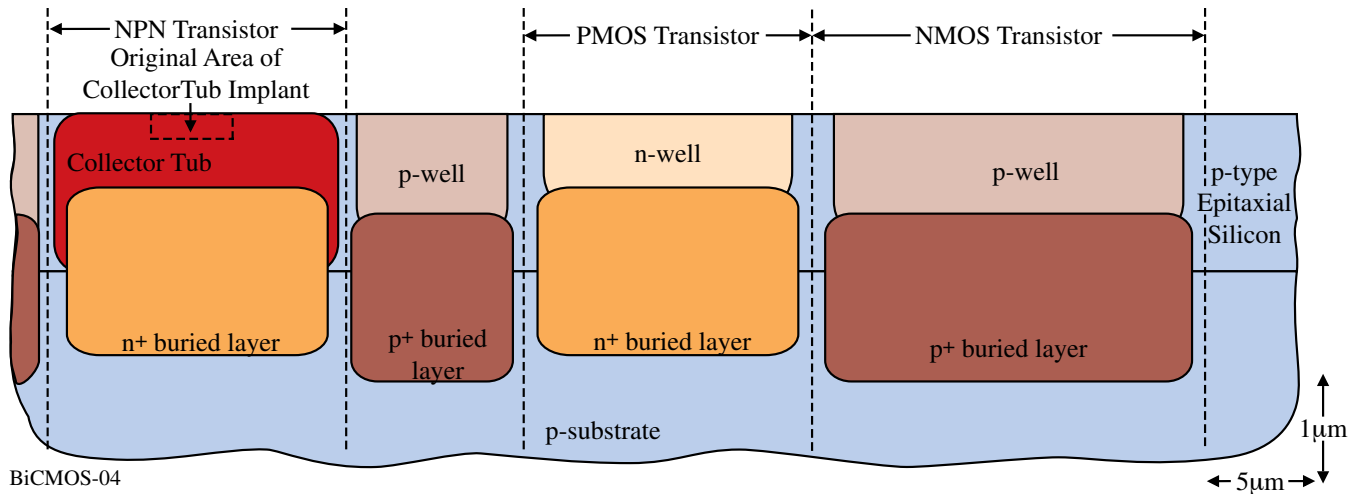 NPN Transistor
PMOS Transistor
NMOS Transistor
Original Area of
CollectorTub Implant
Collector Tub
p-well
n-well
p-well
p-type
Epitaxial
Silicon
n+ buried layer
p+ buried
layer
n+ buried layer
p+ buried layer
p-substrate
1μm
5μm
BiCMOS-04